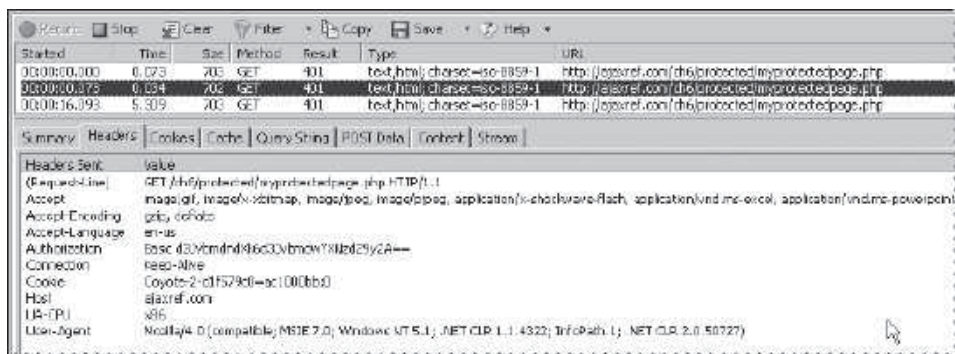 Record Stop Clear Filter Copy Save Help
Started Time Size Method Result Type URL
00:00:00.000 0.073 703 GET 401 text/html; charset=iso-8859-1 http://ajaxref.com/ch6/protected/myprotectedpage.php
00:00:00.073 0.034 702 GET 401 text/html; charset=iso-8859-1 http://ajaxref.com/ch6/protected/myprotectedpage.php
00:00:16.893 5.309 703 GET 401 text/html; charset=iso-8859-1 http://ajaxref.com/ch6/protected/myprotectedpage.php
Summary Headers Cookies Cache Query String POST Data Content Stream
Headers Sent Value
(Request-Line) GET /ch6/protected/myprotectedpage.php HTTP/1.1
Accept image/gif, image/x-xbitmap, image/jpeg, image/pjpeg, application/x-shockwave-flash, application/vnd.ms-excel, application/vnd.ms-powerpoint
Accept-Encoding gzip, deflate
Accept-Language en-us
Authorization Basic
Connection Keep-Alive
Cookie
Host ajaxref.com
UA-CPU x86
User-Agent Mozilla/4.0 (compatible; MSIE 7.0; Windows NT 5.1; .NET CLR 1.1.4322; InfoPath.1; .NET CLR 2.0.50727)